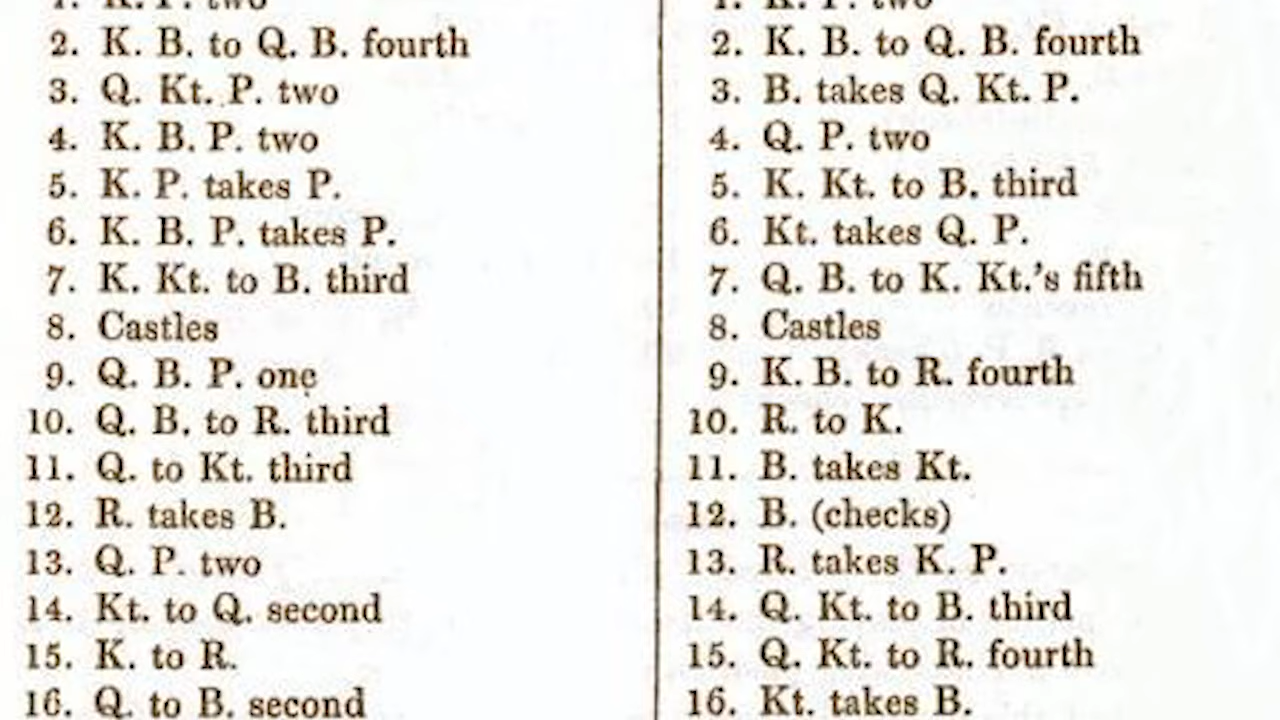 1. K. P. two
2. K. B. to Q. B. fourth
3. Q. Kt. P. two
4. K. B. P. two
5. K. P. takes P.
6. K. B. P. takes P.
7. K. Kt. to B. third
8. Castles
9. Q. B. P. one
10. Q. B. to R. third
11. Q. to Kt. third
12. R. takes B.
13. Q. P. two
14. Kt. to Q. second
15. K. to R.
16. Q. to B. second
1. K. P. two
2. K. B. to Q. B. fourth
3. B. takes Q. Kt. P.
4. Q. P. two
5. K. Kt. to B. third
6. Kt. takes Q. P.
7. Q. B. to K. Kt.'s fifth
8. Castles
9. K. B. to R. fourth
10. R. to K.
11. B. takes Kt.
12. B. (checks)
13. R. takes K. P.
14. Q. Kt. to B. third
15. Q. Kt. to R. fourth
16. Kt. takes B.